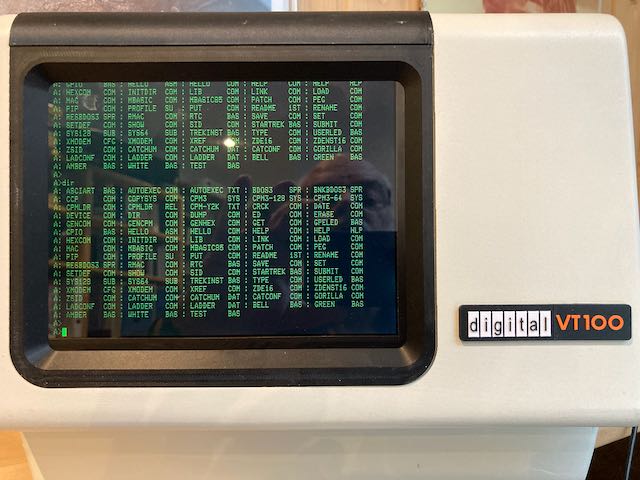 A: CPIO BAS : HELLO ASM : HELLO COM : HELP COM : HELP HLP
A: HEXCOM COM : INITDIR COM : LIB COM : LINK COM : LOAD COM
A: MAC COM : MBASIC COM : MBASIC85 COM : PATCH COM : PEG COM
A: PIP COM : PROFILE SU : PUT COM : README 1ST : RENAME COM
A: RESBDOS3 SPR : RMAC COM : RTC BAS : SAVE COM : SET COM
A: SETDEF COM : SHOW COM : SID COM : STARTREK BAS : SUBMIT COM
A: SYS128 SUB : SYS64 SUB : TREKINST BAS : TYPE COM : USERLED BAS
A: XMODEM CFG : XMODEM COM : XREF COM : ZDE16 COM : ZDENST16 COM
A: ZSID COM : CATCHUM COM : CATCHUM DAT : CATCONF COM : GORILLA COM
A: LADCONF COM : LADDER COM : LADDER DAT : BELL BAS : GREEN BAS
A: AMBER BAS : WHITE BAS : TEST BAS
A>
A>dir
A: ASCIART BAS : AUTOEXEC COM : AUTOEXEC TXT : BDOS3 SPR : BNKBDOS3 SPR
A: CCP COM : COPYSYS COM : CPM3 SYS : CPM3-128 SYS : CPM3-64 SYS
A: CPMLDR COM : CPMLDR REL : CPM-Y2K TXT : CRCK COM : DATE COM
A: DEVICE COM : DIR COM : DUMP COM : ED COM : ERASE COM
A: GENCOM COM : GENCPM COM : GENHEX COM : GET COM : GFELED BAS
A: CPIO BAS : HELLO ASM : HELLO COM : HELP COM : HELP HLP
A: HEXCOM COM : INITDIR COM : LIB COM : LINK COM : LOAD COM
A: MAC COM : MBASIC COM : MBASIC85 COM : PATCH COM : PEG COM
A: PIP COM : PROFILE SU : PUT COM : README 1ST : RENAME COM
A: RESBDOS3 SPR : RMAC COM : RTC BAS : SAVE COM : SET COM
A: SETDEF COM : SHOW COM : SID COM : STARTREK BAS : SUBMIT COM
A: SYS128 SUB : SYS64 SUB : TREKINST BAS : TYPE COM : USERLED BAS
A: XMODEM CFG : XMODEM COM : XREF COM : ZDE16 COM : ZDENST16 COM
A: ZSID COM : CATCHUM COM : CATCHUM DAT : CATCONF COM : GORILLA COM
A: LADCONF COM : LADDER COM : LADDER DAT : BELL BAS : GREEN BAS
A: AMBER BAS : WHITE BAS : TEST BAS
A>
A>
digital VT100